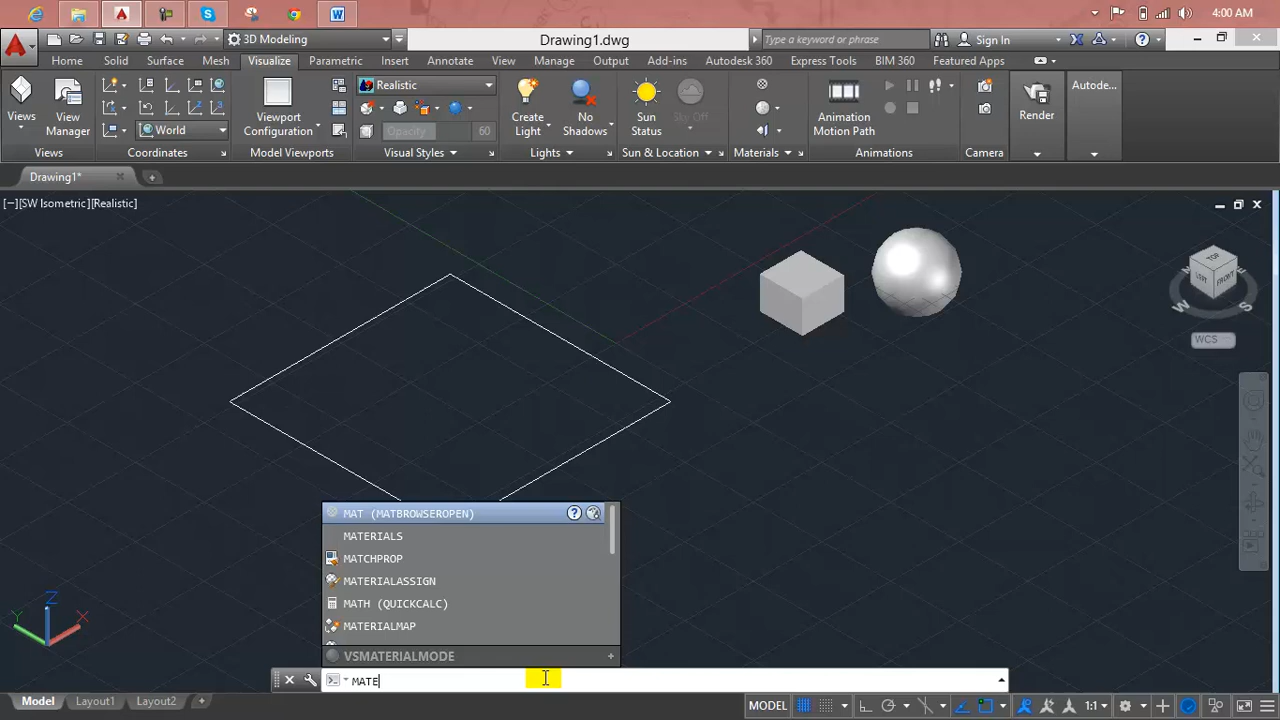 4:00 AM
3D Modeling
Drawing1.dwg
Type a keyword or phrase
Sign In
Home Solid Surface Mesh Visualize Parametric Insert Annotate View Manage Output Add-ins Autodesk 360 Express Tools BIM 360 Featured Apps
Realistic
Views
View Manager
World
Viewport Configuration
Opacity 60
Create Light
No Shadows
Sun Status
Sky Off
Animation Motion Path
Render
Autode...
Views Coordinates Model Viewports Visual Styles Lights Sun & Location Materials Animations Camera
Drawing1*
[−][SW Isometric][Realistic]
TOP
LEFT FRONT
W S
WCS
MAT (MATBROWSEROPEN)
MATERIALS
MATCHPROP
MATERIALASSIGN
MATH (QUICKCALC)
MATERIALMAP
VSMATERIALMODE
Z
Y X
MATE
Model Layout1 Layout2
MODEL
1:1